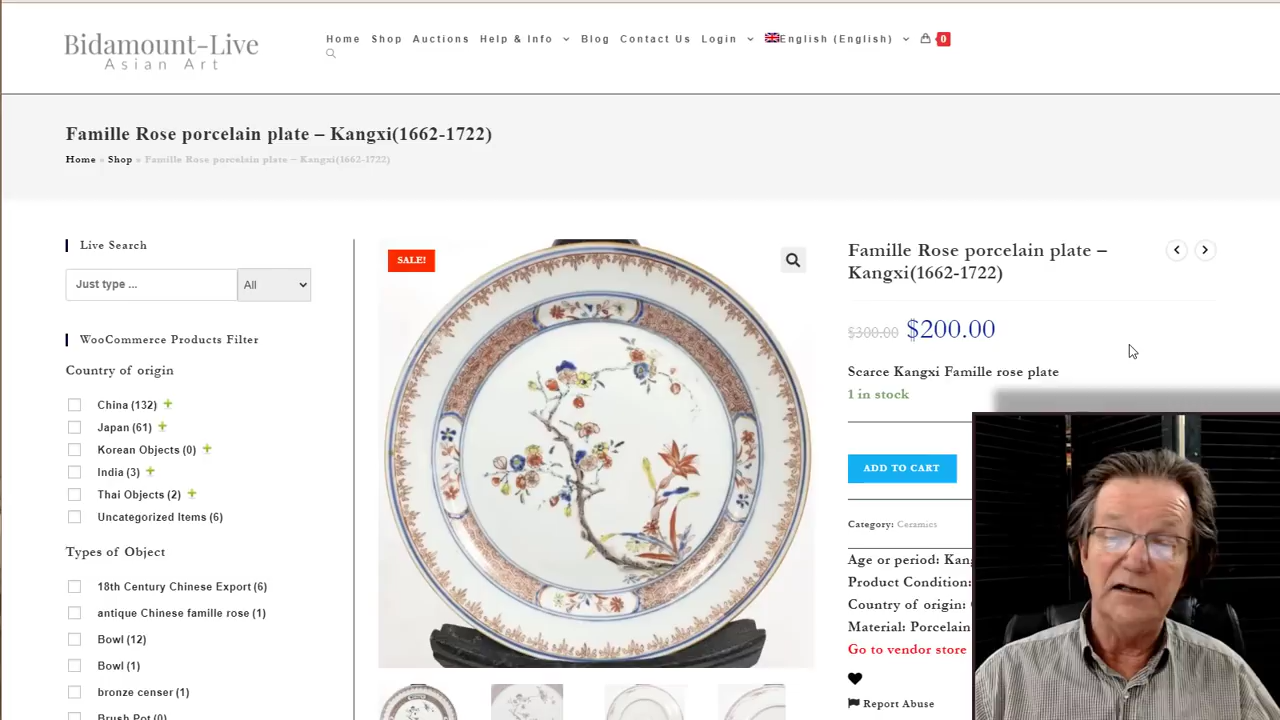 Bidamount-Live
Asian Art
Home Shop Auctions Help & Info Blog Contact Us Login English (English) 0
Famille Rose porcelain plate – Kangxi(1662-1722)
Home » Shop » Famille Rose porcelain plate – Kangxi(1662-1722)
Live Search
Just type ... All
WooCommerce Products Filter
Country of origin
China (132)
Japan (61)
Korean Objects (0)
India (3)
Thai Objects (2)
Uncategorized Items (6)
Types of Object
18th Century Chinese Export (6)
antique Chinese famille rose (1)
Bowl (12)
Bowl (1)
bronze censer (1)
Brush Pot (0)
SALE!
Famille Rose porcelain plate –
Kangxi(1662-1722)
$300.00 $200.00
Scarce Kangxi Famille rose plate
1 in stock
ADD TO CART
Category: Ceramics
Age or period: Kang
Product Condition:
Country of origin:
Material: Porcelain
Go to vendor store
Report Abuse